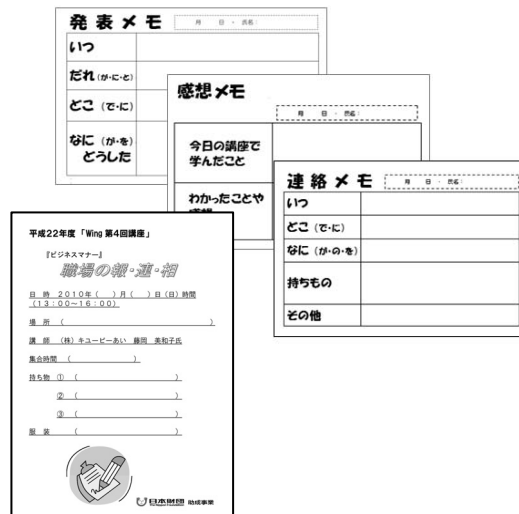 発表メモ 月 日 ・ 氏名：
いつ
だれ（が・に・と）
どこ（で・に）
なに（が・を）
どうした
感想メモ
月 日 ・ 氏名：
今日の講座で
学んだこと
わかったことや
感想
連絡メモ 月 日 ・ 氏名：
いつ
どこ（で・に）
なに（が・の・を）
持ちもの
その他
平成22年度「Wing 第4回講座」
『ビジネスマナー』
職場の報・連・相
日 時 2010年（ ）月（ ）日（日）時間
（13：00～16：00）
場 所 （ ）
講 師 （株）キユーピーあい 藤岡 美和子氏
集合時間 （ ）
持ち物 ① （ ）
② （ ）
③ （ ）
服 装 （ ）
日本財団 助成事業
The Nippon Foundation